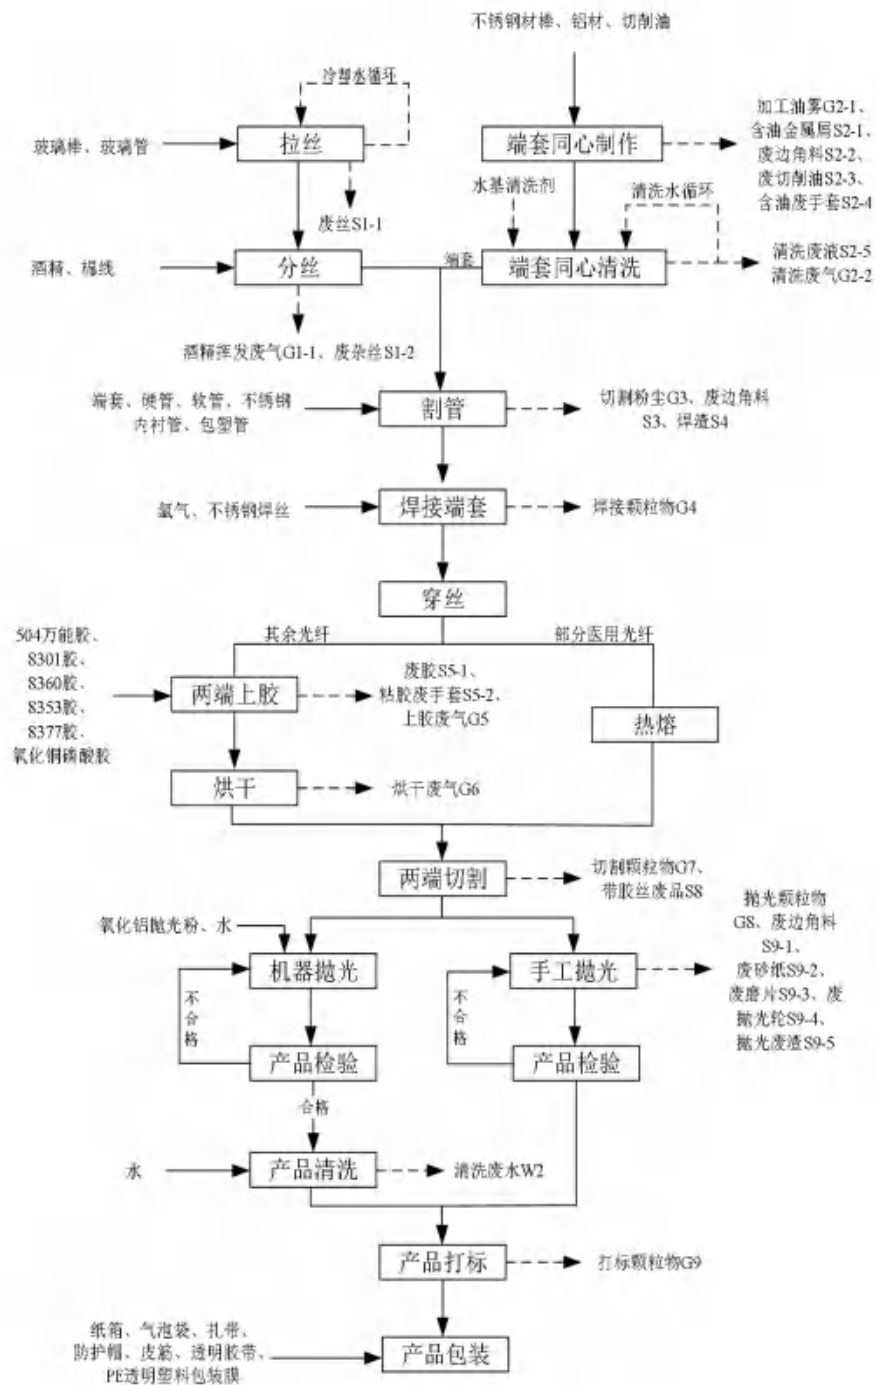 不锈钢材棒、铝材、切削油
冷却水循环
玻璃棒、玻璃管
拉丝
端套同心制作
加工油雾G2-1、
含油金属屑S2-1、
废边角料S2-2、
废切削油S2-3、
含油废手套S2-4
废丝S1-1
水基清洗剂
清洗水循环
酒精、棉线
分丝
端套
端套同心清洗
清洗废液S2-5
清洗废气G2-2
酒精挥发废气G1-1、废杂丝S1-2
端套、硬管、软管、不锈钢
内衬管、包塑管
割管
切割粉尘G3、废边角料
S3、焊渣S4
氩气、不锈钢焊丝
焊接端套
焊接颗粒物G4
穿丝
其余光纤
部分医用光纤
504万能胶、
8301胶、
8360胶、
8353胶、
8377胶、
氧化铜磷酸胶
两端上胶
废胶S5-1、
粘胶废手套S5-2、
上胶废气G5
热熔
烘干
烘干废气G6
两端切割
切割颗粒物G7、
带胶丝废品S8
氧化铝抛光粉、水
机器抛光
手工抛光
抛光颗粒物
G8、废边角料
S9-1、
废砂纸S9-2、
废磨片S9-3、废
抛光轮S9-4、
抛光废渣S9-5
不合格
不合格
产品检验
产品检验
合格
水
产品清洗
清洗废水W2
产品打标
打标颗粒物G9
纸箱、气泡袋、扎带、
防护帽、皮筋、透明胶带、
PE透明塑料包装膜
产品包装